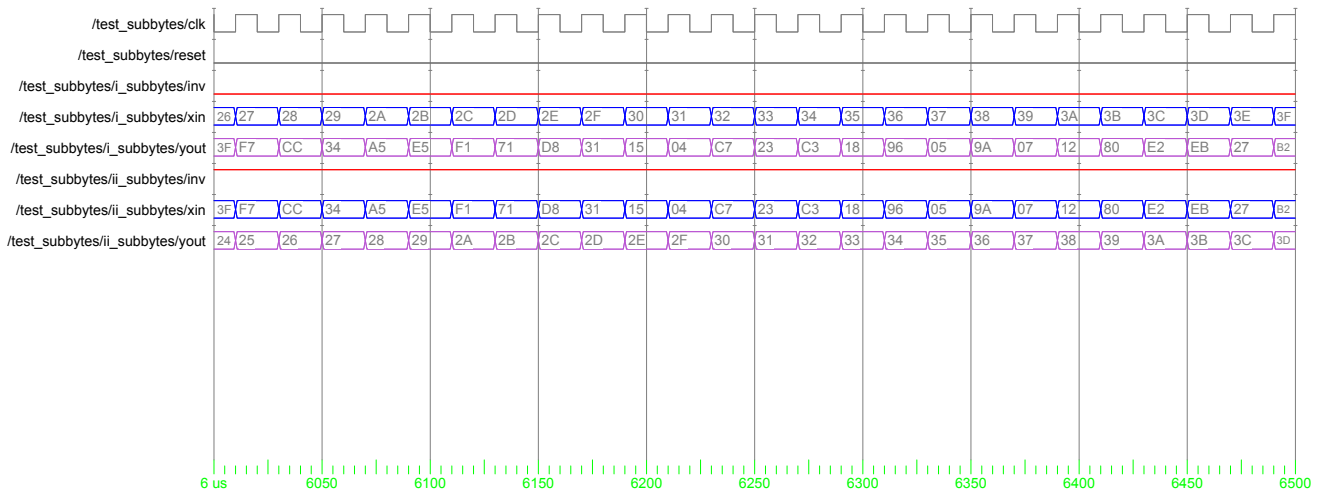 /test_subbytes/clk
/test_subbytes/reset
/test_subbytes/i_subbytes/inv
/test_subbytes/i_subbytes/xin 26 27 28 29 2A 2B 2C 2D 2E 2F 30 31 32 33 34 35 36 37 38 39 3A 3B 3C 3D 3E 3F
/test_subbytes/i_subbytes/yout 3F F7 CC 34 A5 E5 F1 71 D8 31 15 04 C7 23 C3 18 96 05 9A 07 12 80 E2 EB 27 B2
/test_subbytes/ii_subbytes/inv
/test_subbytes/ii_subbytes/xin 3F F7 CC 34 A5 E5 F1 71 D8 31 15 04 C7 23 C3 18 96 05 9A 07 12 80 E2 EB 27 B2
/test_subbytes/ii_subbytes/yout 24 25 26 27 28 29 2A 2B 2C 2D 2E 2F 30 31 32 33 34 35 36 37 38 39 3A 3B 3C 3D
6 us 6050 6100 6150 6200 6250 6300 6350 6400 6450 6500